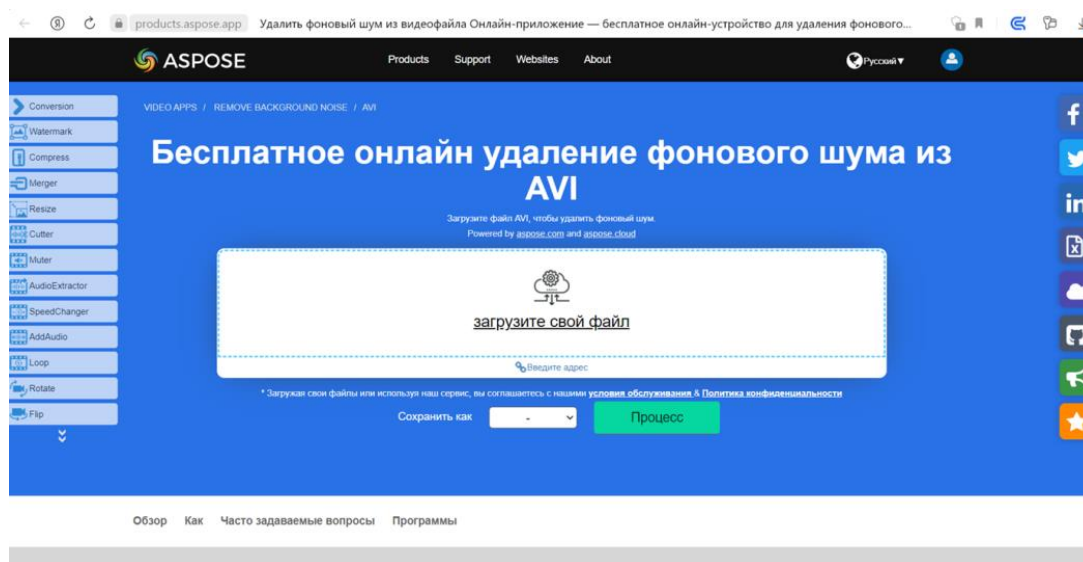 products.aspose.app Удалить фоновый шум из видеофайла Онлайн-приложение — бесплатное онлайн-устройство для удаления фонового...
ASPOSE Products Support Websites About Русский ▾
Conversion
Watermark
Compress
Merger
Resize
Cutter
Muter
AudioExtractor
SpeedChanger
AddAudio
Loop
Rotate
Flip
VIDEO APPS / REMOVE BACKGROUND NOISE / AVI
Бесплатное онлайн удаление фонового шума из
AVI
Загрузите файл AVI, чтобы удалить фоновый шум.
Powered by aspose.com and aspose.cloud
загрузите свой файл
Введите адрес
* Загружая свои файлы или используя наш сервис, вы соглашаетесь с нашими условия обслуживания & Политика конфиденциальности
Сохранить как - Процесс
Обзор Как Часто задаваемые вопросы Программы